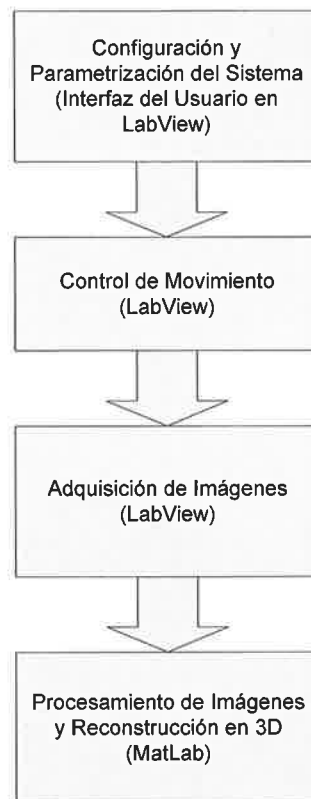 Configuración y
Parametrización del Sistema
(Interfaz del Usuario en
LabView)
Control de Movimiento
(LabView)
Adquisición de Imágenes
(LabView)
Procesamiento de Imágenes
y Reconstrucción en 3D
(MatLab)